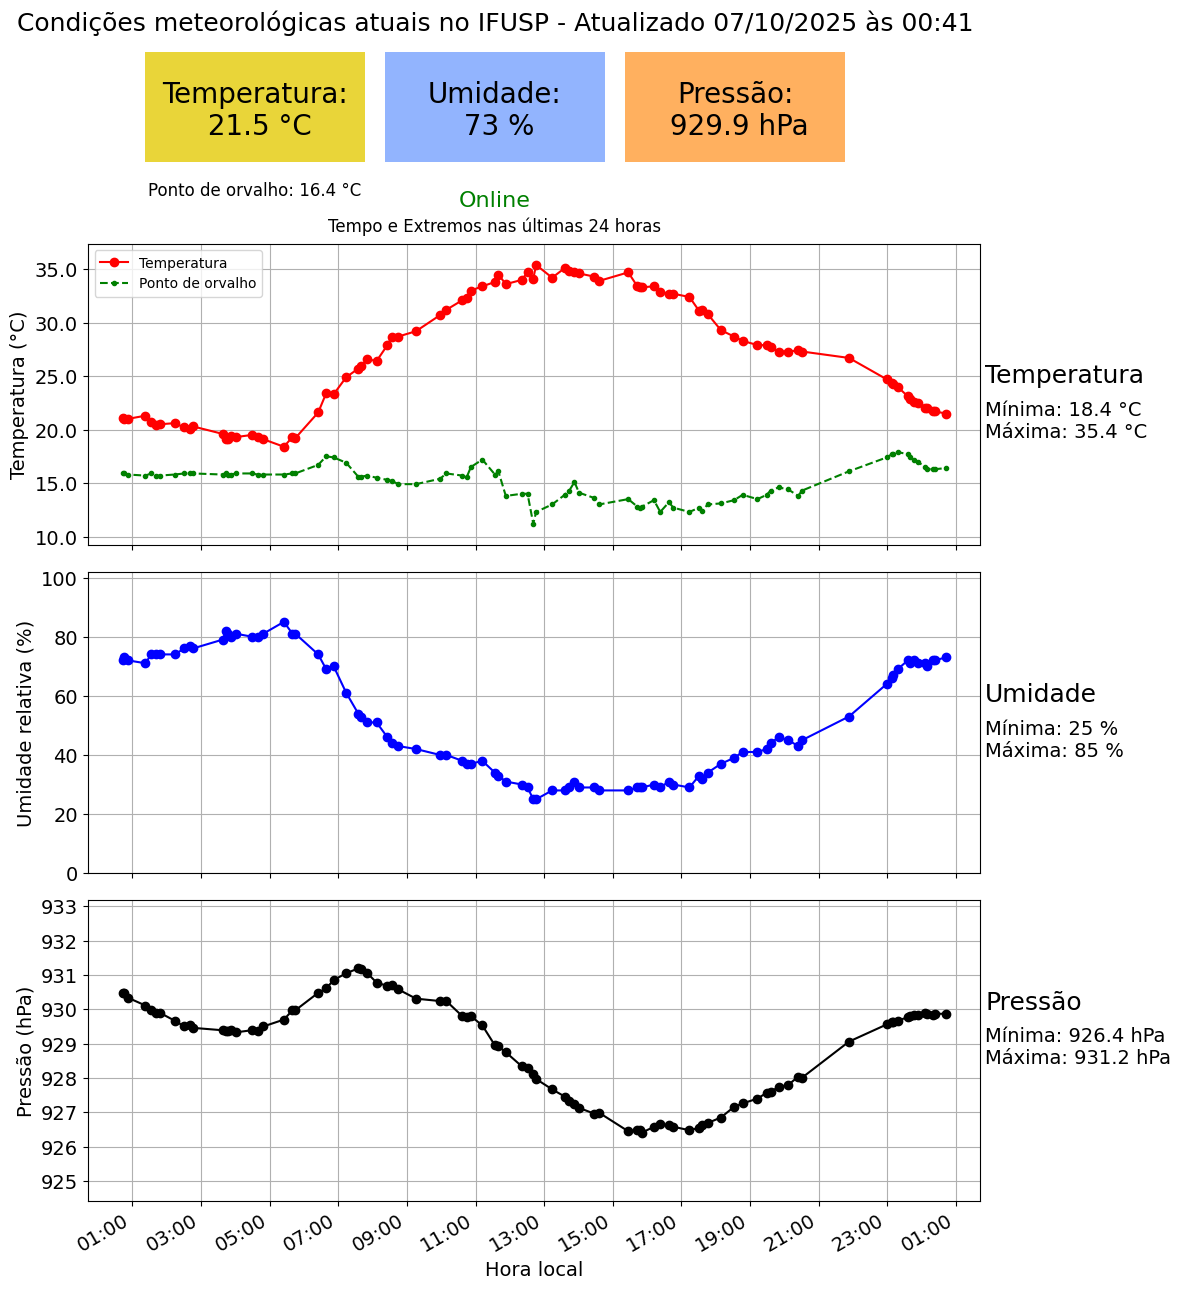 Condições meteorológicas atuais no IFUSP - Atualizado 07/10/2025 às 00:41
Temperatura:
21.5 °C
Umidade:
73 %
Pressão:
929.9 hPa
Ponto de orvalho: 16.4 °C
Online
Tempo e Extremos nas últimas 24 horas
Temperatura
Ponto de orvalho
Temperatura (°C)
35.0
30.0
25.0
20.0
15.0
10.0
Temperatura
Mínima: 18.4 °C
Máxima: 35.4 °C
Umidade relativa (%)
100
80
60
40
20
0
Umidade
Mínima: 25 %
Máxima: 85 %
Pressão (hPa)
933
932
931
930
929
928
927
926
925
Pressão
Mínima: 926.4 hPa
Máxima: 931.2 hPa
01:00 03:00 05:00 07:00 09:00 11:00 13:00 15:00 17:00 19:00 21:00 23:00 01:00
Hora local